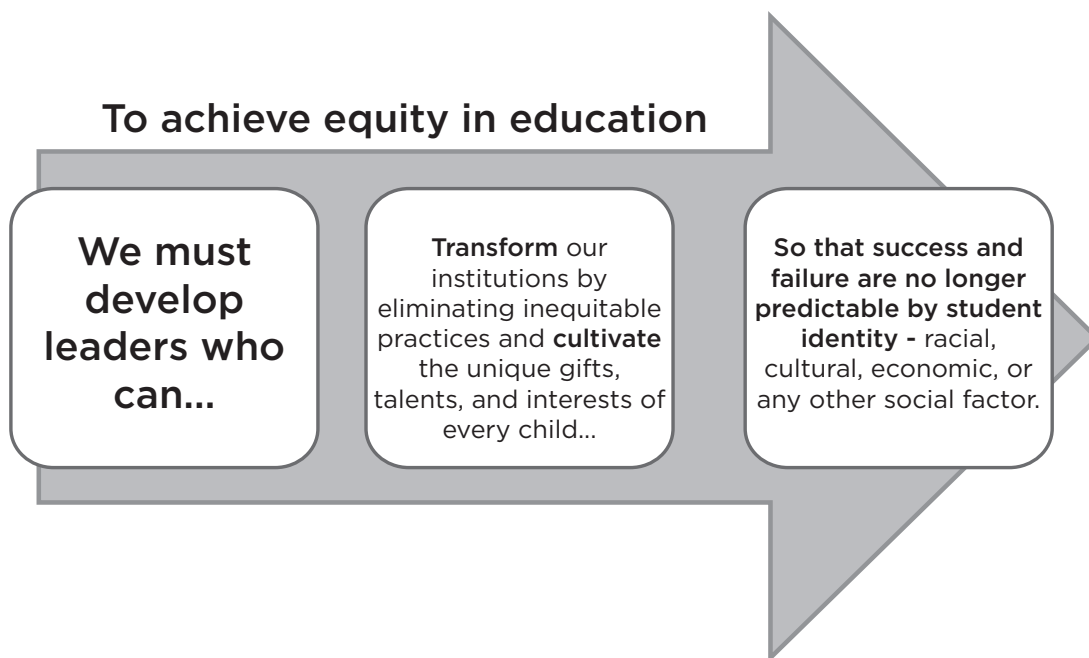 To achieve equity in education
We must
develop
leaders who
can...
Transform our
institutions by
eliminating inequitable
practices and cultivate
the unique gifts,
talents, and interests of
every child...
So that success and
failure are no longer
predictable by student
identity - racial,
cultural, economic, or
any other social factor.